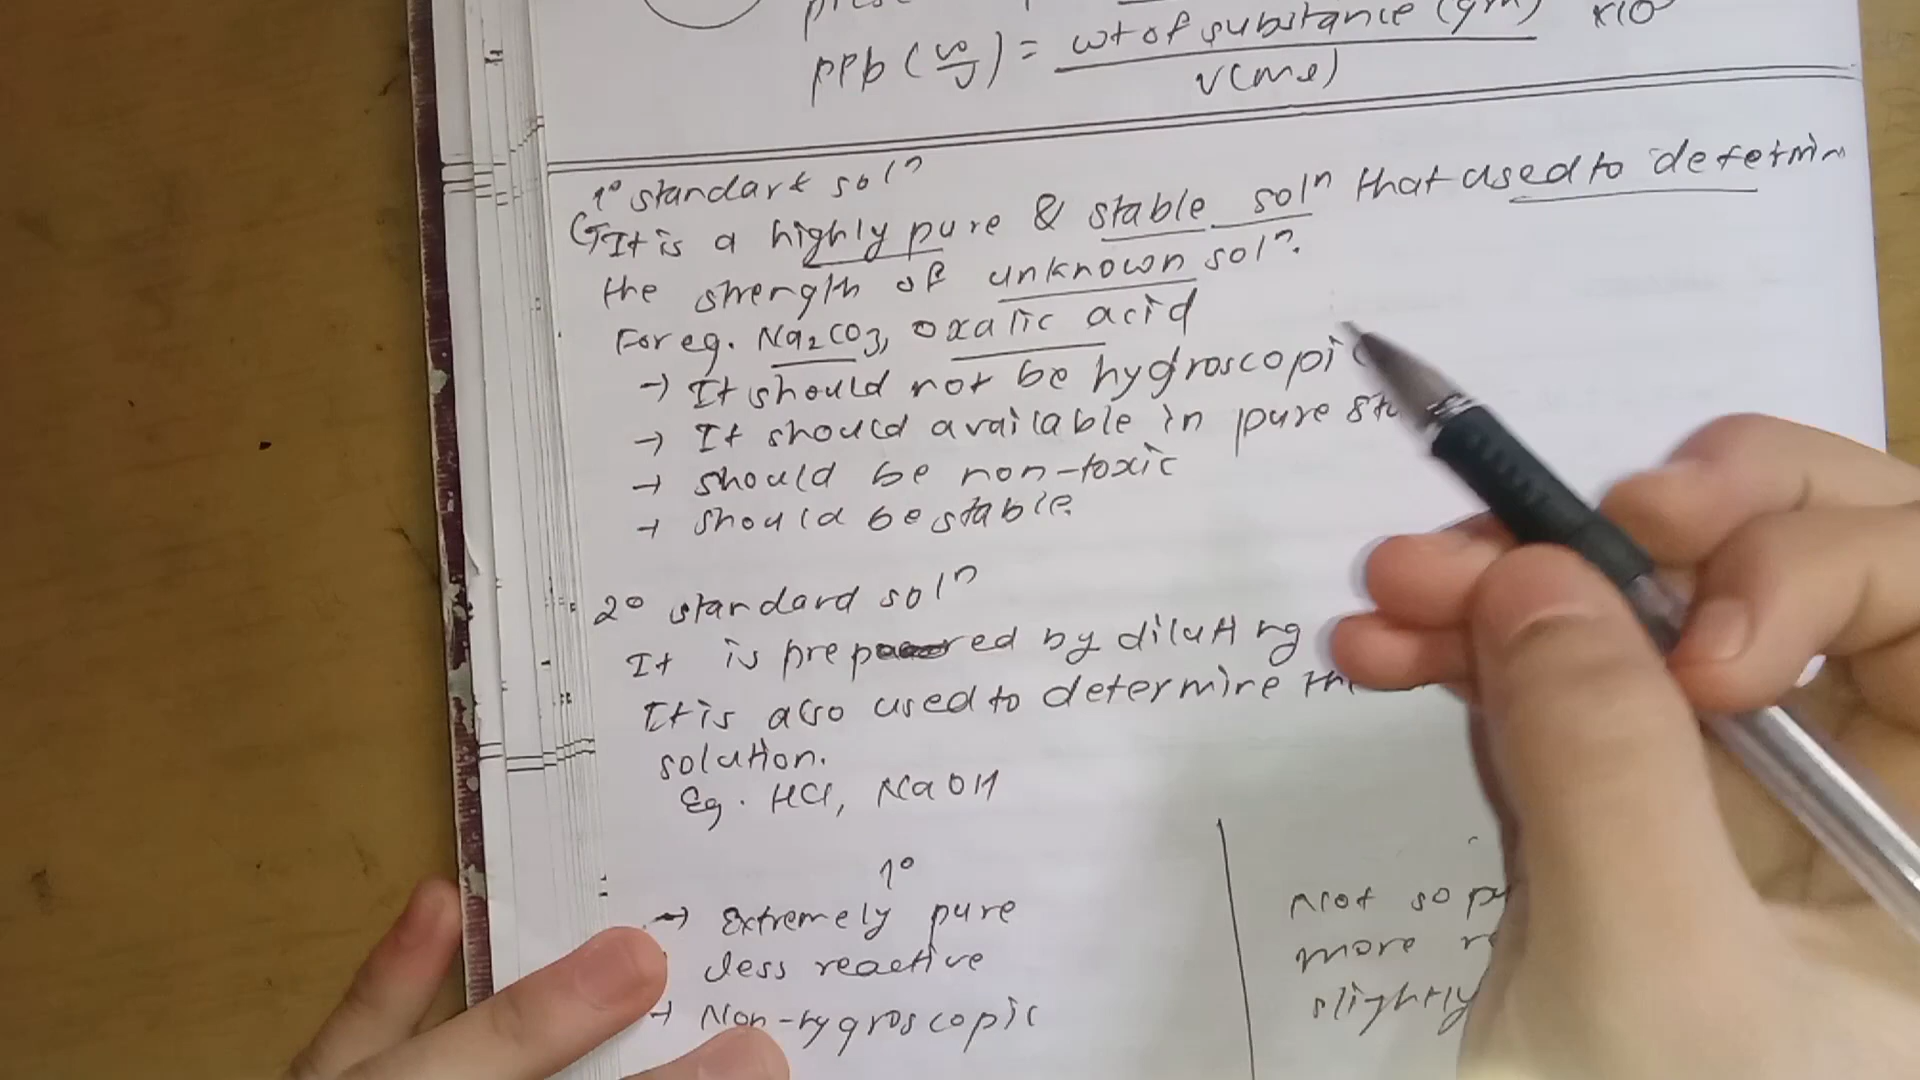 ppb (w/v) = wt of substance (gm) / v(ml) x10
1° standart solⁿ
It is a highly pure & stable solⁿ that used to determin
the strength of unknown solⁿ.
For eg. Na₂CO₃, oxalic acid
→ It should not be hygroscopic
→ It should available in pure
→ should be non-toxic
→ should be stable.
2° standard solⁿ
It is prepared by diluting
It is also used to determine
solution.
Eg. HCl, NaOH
1°
→ Extremely pure
Not so
less reactive
more
→ Non-hygroscopic
slightly